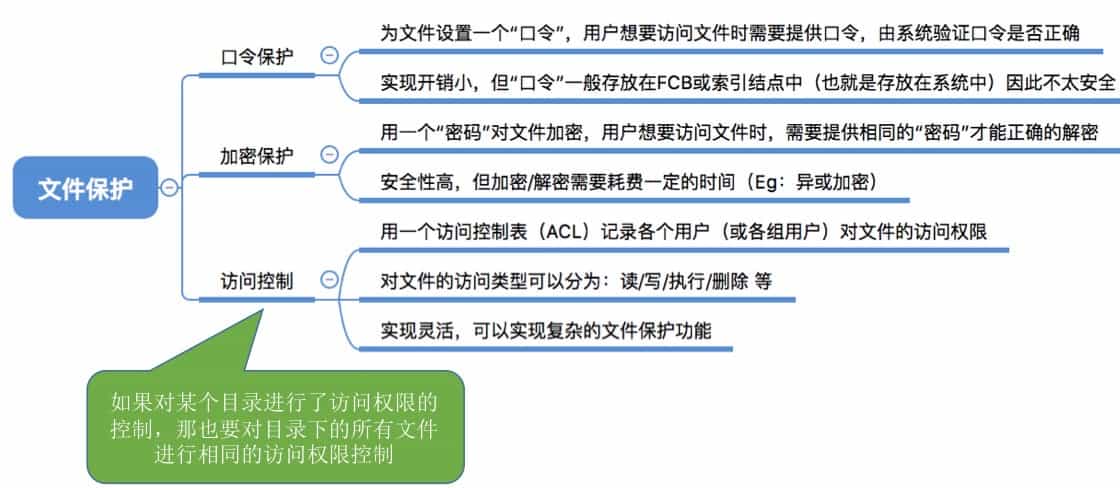 文件保护
口令保护
为文件设置一个“口令”，用户想要访问文件时需要提供口令，由系统验证口令是否正确
实现开销小，但“口令”一般存放在FCB或索引结点中（也就是存放在系统中）因此不太安全
加密保护
用一个“密码”对文件加密，用户想要访问文件时，需要提供相同的“密码”才能正确的解密
安全性高，但加密/解密需要耗费一定的时间（Eg：异或加密）
访问控制
用一个访问控制表（ACL）记录各个用户（或各组用户）对文件的访问权限
对文件的访问类型可以分为：读/写/执行/删除 等
实现灵活，可以实现复杂的文件保护功能
如果对某个目录进行了访问权限的
控制，那也要对目录下的所有文件
进行相同的访问权限控制